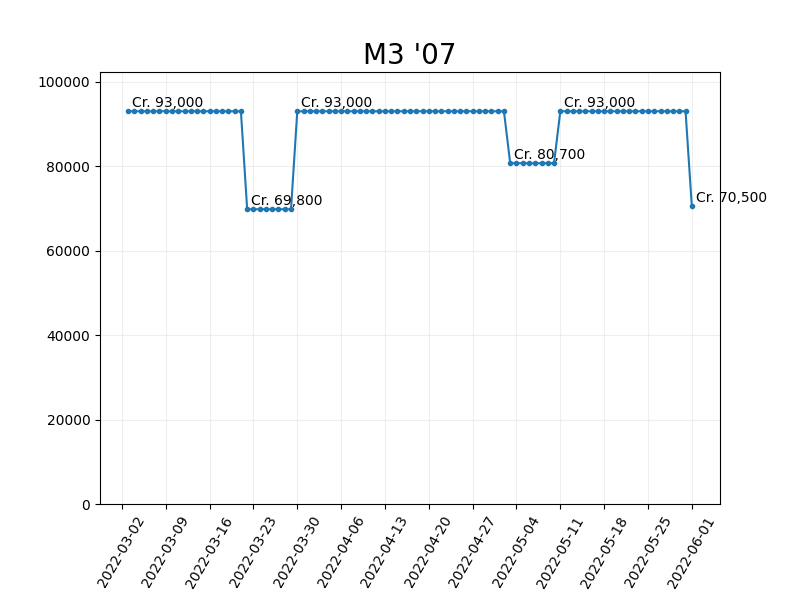 M3 '07
100000
80000
60000
40000
20000
0
Cr. 93,000
Cr. 69,800
Cr. 93,000
Cr. 80,700
Cr. 93,000
Cr. 70,500
2022-03-02
2022-03-09
2022-03-16
2022-03-23
2022-03-30
2022-04-06
2022-04-13
2022-04-20
2022-04-27
2022-05-04
2022-05-11
2022-05-18
2022-05-25
2022-06-01